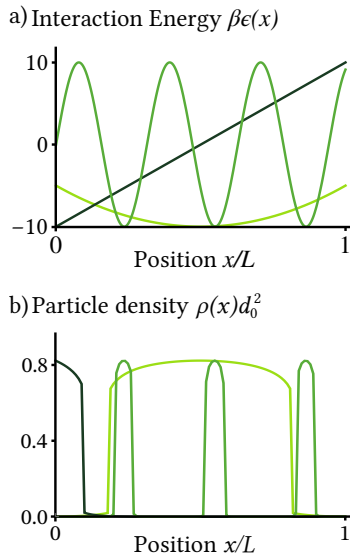 a) Interaction Energy βϵ(x)
10
0
−10
0 1
Position x/L
b) Particle density ρ(x)d₀²
0.8
0.4
0.0
0 1
Position x/L